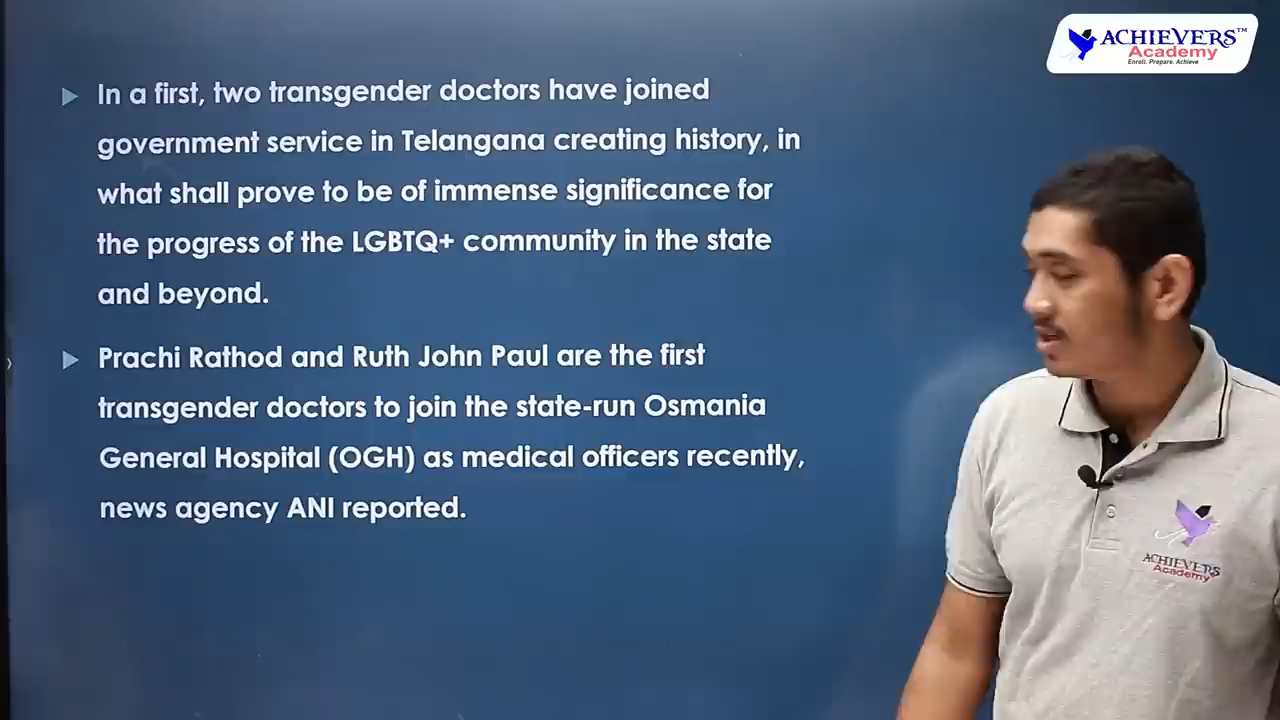 ACHIEVERS™
Academy
Enroll. Prepare. Achieve
In a first, two transgender doctors have joined
government service in Telangana creating history, in
what shall prove to be of immense significance for
the progress of the LGBTQ+ community in the state
and beyond.
Prachi Rathod and Ruth John Paul are the first
transgender doctors to join the state-run Osmania
General Hospital (OGH) as medical officers recently,
news agency ANI reported.
ACHIEVERS
Academy